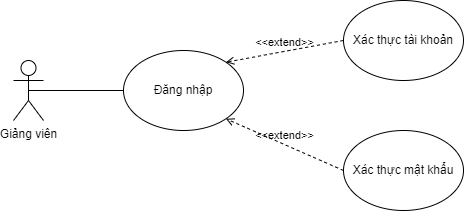 Xác thực tài khoản
<<extend>>
Đăng nhập
Giảng viên
<<extend>>
Xác thực mật khẩu